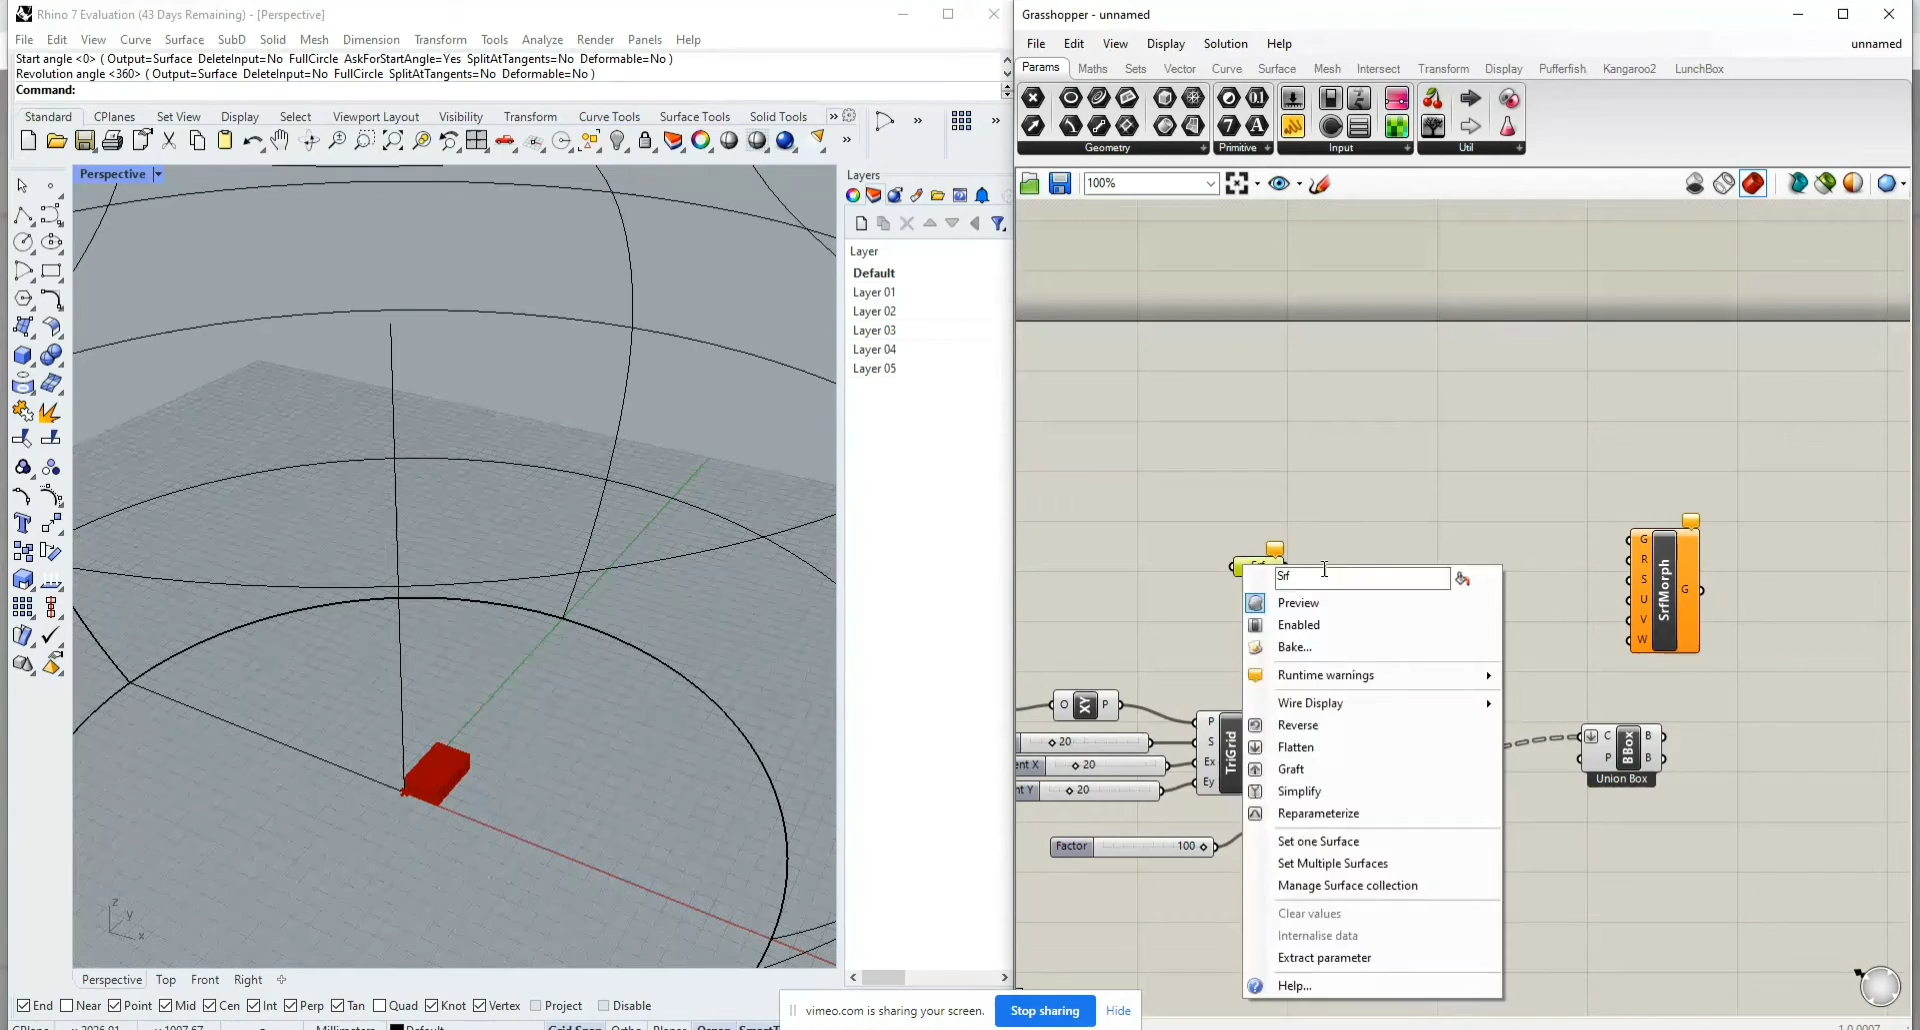 Rhino 7 Evaluation (43 Days Remaining) - [Perspective]
File Edit View Curve Surface SubD Solid Mesh Dimension Transform Tools Analyze Render Panels Help
Start angle <0> ( Output=Surface DeleteInput=No FullCircle AskForStartAngle=Yes SplitAtTangents=No Deformable=No )
Revolution angle <360> ( Output=Surface DeleteInput=No FullCircle SplitAtTangents=No Deformable=No )
Command:
Standard CPlanes Set View Display Select Viewport Layout Visibility Transform Curve Tools Surface Tools Solid Tools
Perspective
Layers
Layer
Default
Layer 01
Layer 02
Layer 03
Layer 04
Layer 05
z
y
x
Perspective Top Front Right
End Near Point Mid Cen Int Perp Tan Quad Knot Vertex Project Disable
Millimeters Default
vimeo.com is sharing your screen. Stop sharing Hide
Grasshopper - unnamed
File Edit View Display Solution Help unnamed
Params Maths Sets Vector Curve Surface Mesh Intersect Transform Display Pufferfish Kangaroo2 LunchBox
Geometry Primitive Input Util
100%
G
R
S
U
V
W
SrfMorph
G
O XY P
20
20
20
P
S
Ex
Ey
TriGrid
Factor 100
C
P
BBox
B
B
Union Box
Srf
Preview
Enabled
Bake...
Runtime warnings
Wire Display
Reverse
Flatten
Graft
Simplify
Reparameterize
Set one Surface
Set Multiple Surfaces
Manage Surface collection
Clear values
Internalise data
Extract parameter
Help...